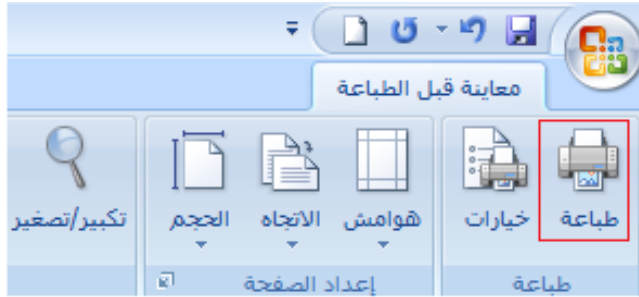 معاينة قبل الطباعة
طباعة خيارات هوامش الاتجاه الحجم تكبير/تصغير
طباعة إعداد الصفحة